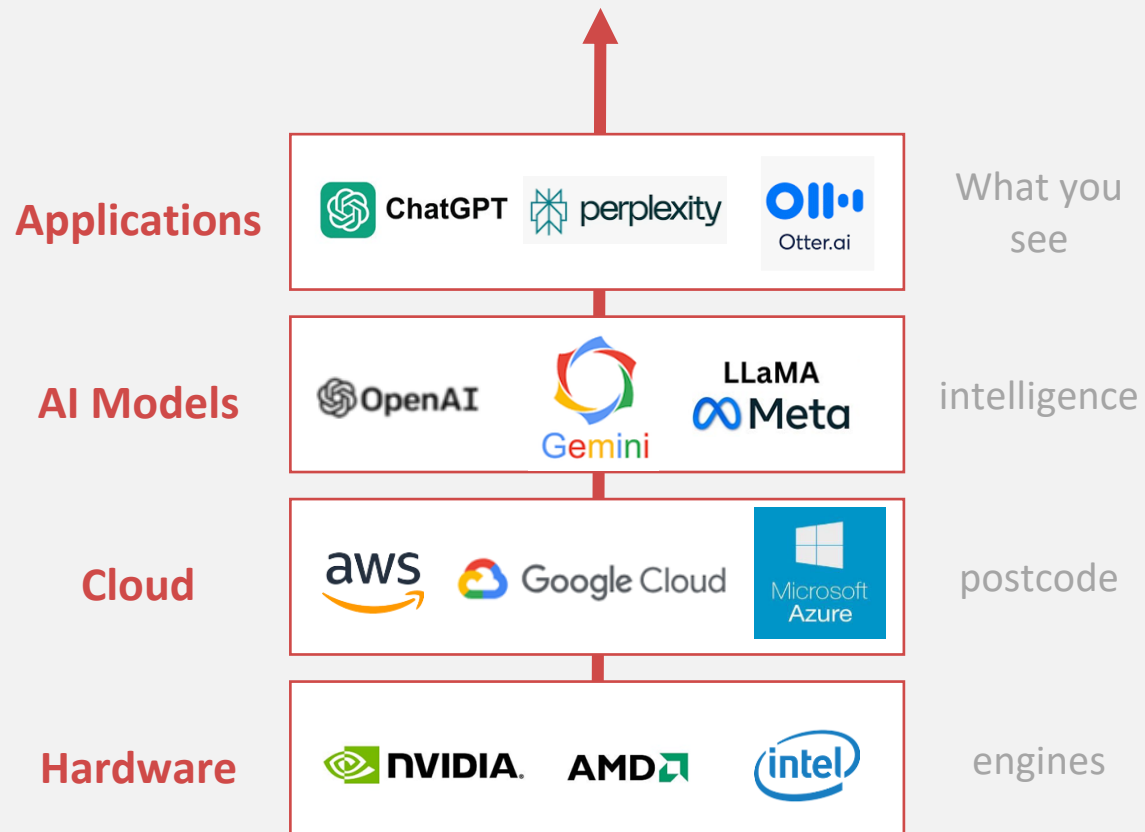 Applications
ChatGPT
perplexity
Otter.ai
What you
see
AI Models
OpenAI
Gemini
LLaMA
Meta
intelligence
Cloud
aws
Google Cloud
Microsoft
Azure
postcode
Hardware
NVIDIA.
AMD
intel
engines